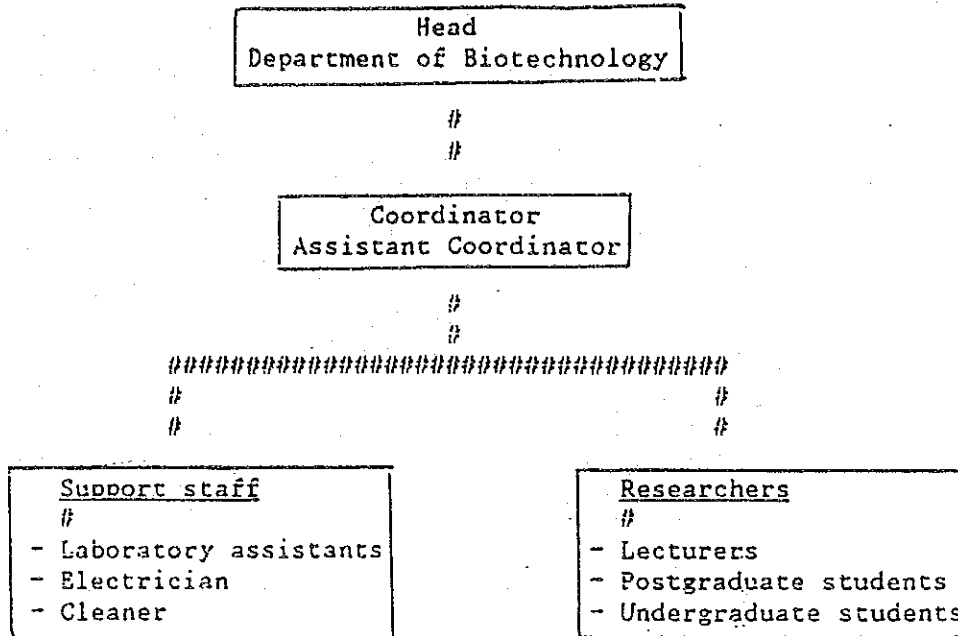 Head
Department of Biotechnology
#
#
Coordinator
Assistant Coordinator
#
#
####################################
# #
# #
Support staff
#
- Laboratory assistants
- Electrician
- Cleaner
Researchers
#
- Lecturers
- Postgraduate students
- Undergraduate students